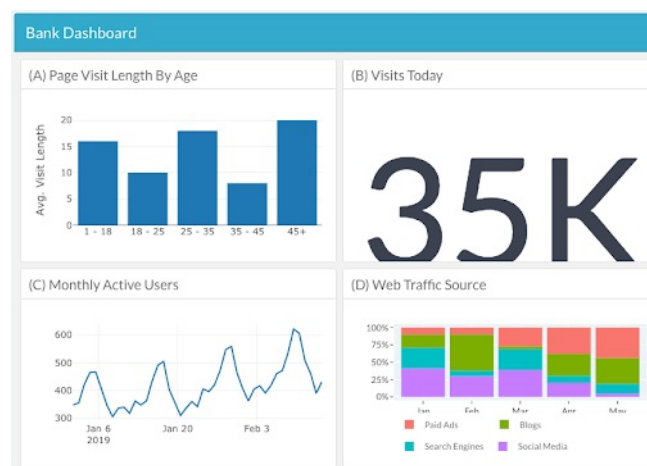 Bank Dashboard
(A) Page Visit Length By Age
Avg. Visit Length
20
15
10
5
0
1 - 18 18 - 25 25 - 35 35 - 45 45+
(B) Visits Today
35K
(C) Monthly Active Users
600
500
400
300
Jan 6 Jan 20 Feb 3
2019
(D) Web Traffic Source
100%
75%
50%
25%
0%
Jan Feb Mar Apr May
Paid Ads Blogs
Search Engines Social Media